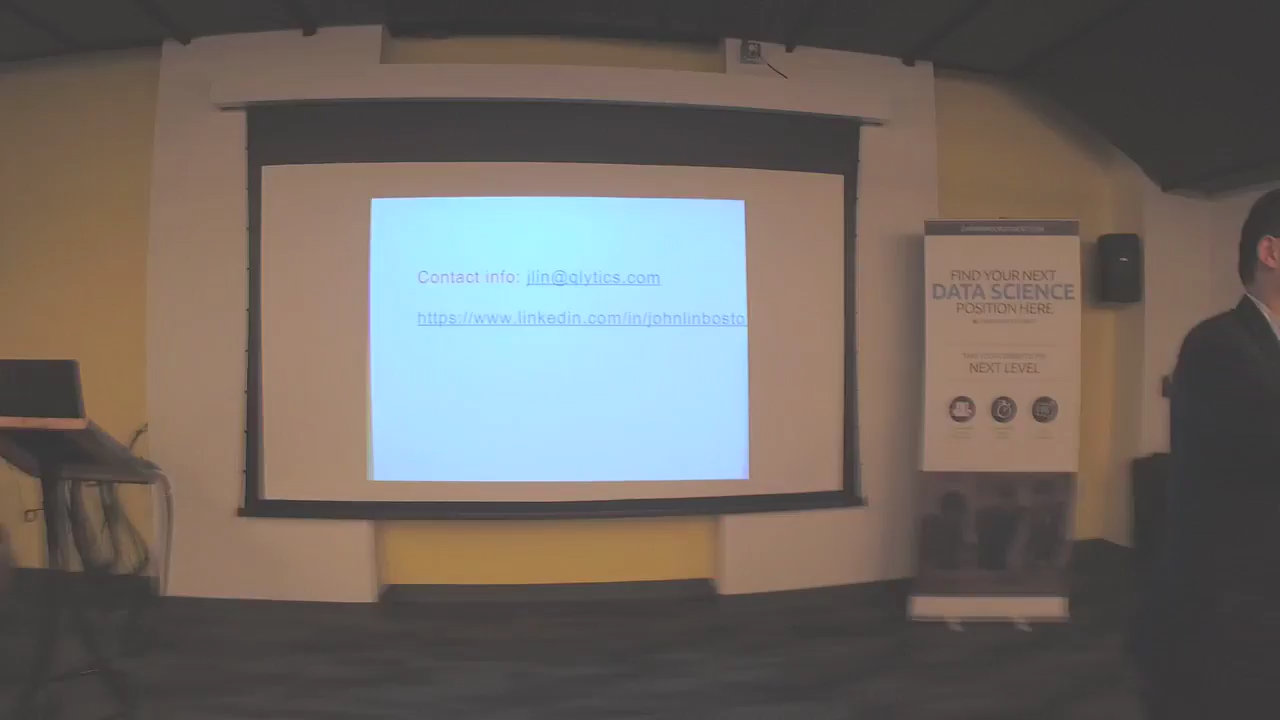 Contact info: jlin@qlytics.com
https://www.linkedin.com/in/johnlinbosto
FIND YOUR NEXT
DATA SCIENCE
POSITION HERE
NEXT LEVEL